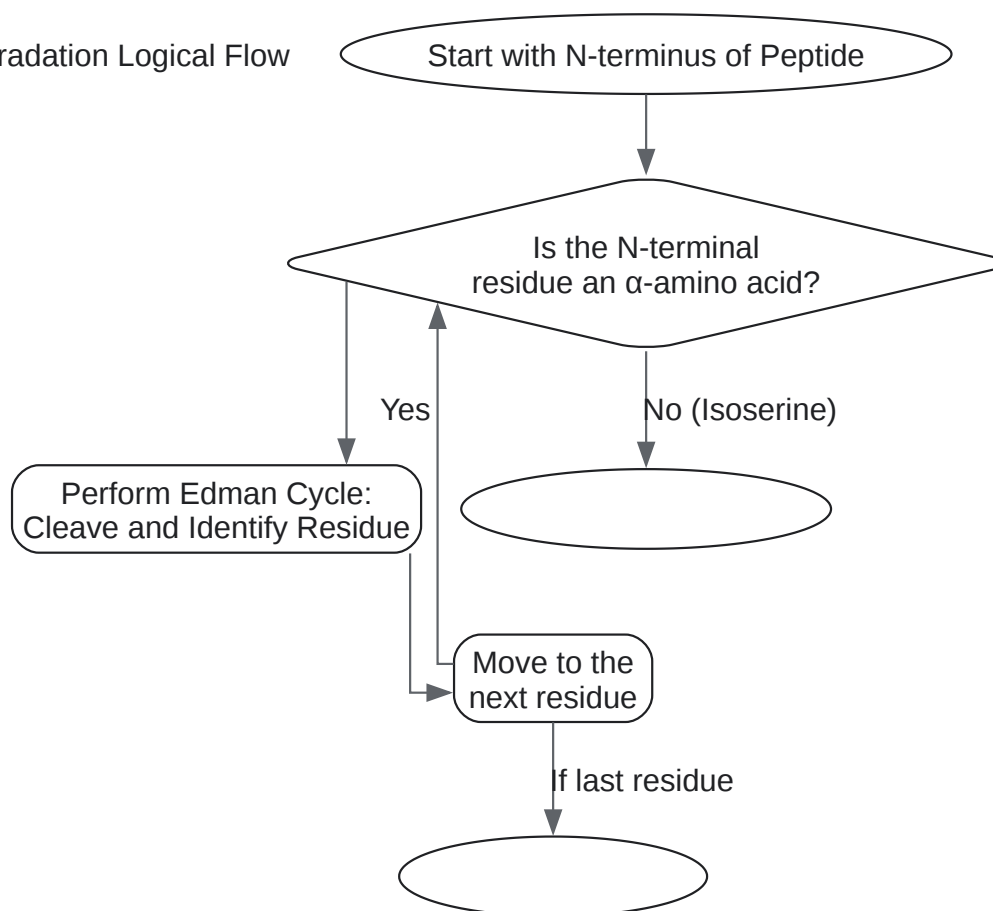 radation Logical Flow
Start with N-terminus of Peptide
Is the N-terminal
residue an α-amino acid?
Yes
No (Isoserine)
Perform Edman Cycle:
Cleave and Identify Residue
Move to the
next residue
If last residue